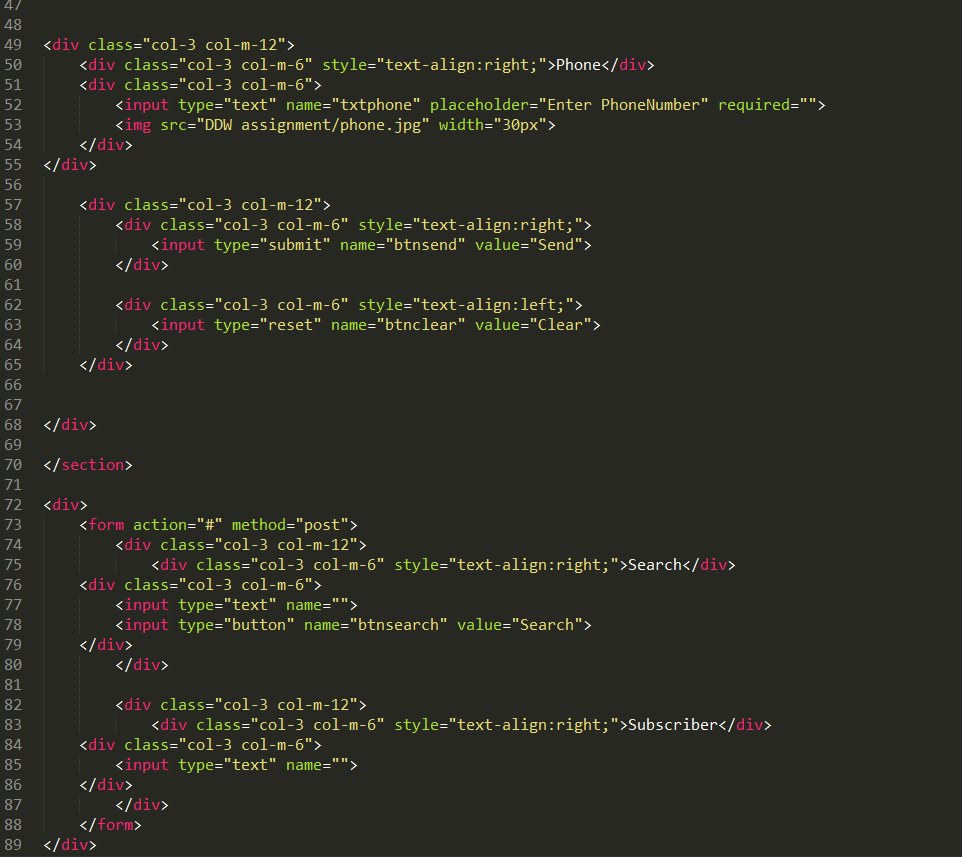 47
48
49 <div class="col-3 col-m-12">
50 <div class="col-3 col-m-6" style="text-align:right;">Phone</div>
51 <div class="col-3 col-m-6">
52 <input type="text" name="txtphone" placeholder="Enter PhoneNumber" required="">
53 <img src="DDW assignment/phone.jpg" width="30px">
54 </div>
55 </div>
56
57 <div class="col-3 col-m-12">
58 <div class="col-3 col-m-6" style="text-align:right;">
59 <input type="submit" name="btnsend" value="Send">
60 </div>
61
62 <div class="col-3 col-m-6" style="text-align:left;">
63 <input type="reset" name="btnclear" value="Clear">
64 </div>
65 </div>
66
67
68 </div>
69
70 </section>
71
72 <div>
73 <form action="#" method="post">
74 <div class="col-3 col-m-12">
75 <div class="col-3 col-m-6" style="text-align:right;">Search</div>
76 <div class="col-3 col-m-6">
77 <input type="text" name="">
78 <input type="button" name="btnsearch" value="Search">
79 </div>
80 </div>
81
82 <div class="col-3 col-m-12">
83 <div class="col-3 col-m-6" style="text-align:right;">Subscriber</div>
84 <div class="col-3 col-m-6">
85 <input type="text" name="">
86 </div>
87 </div>
88 </form>
89 </div>